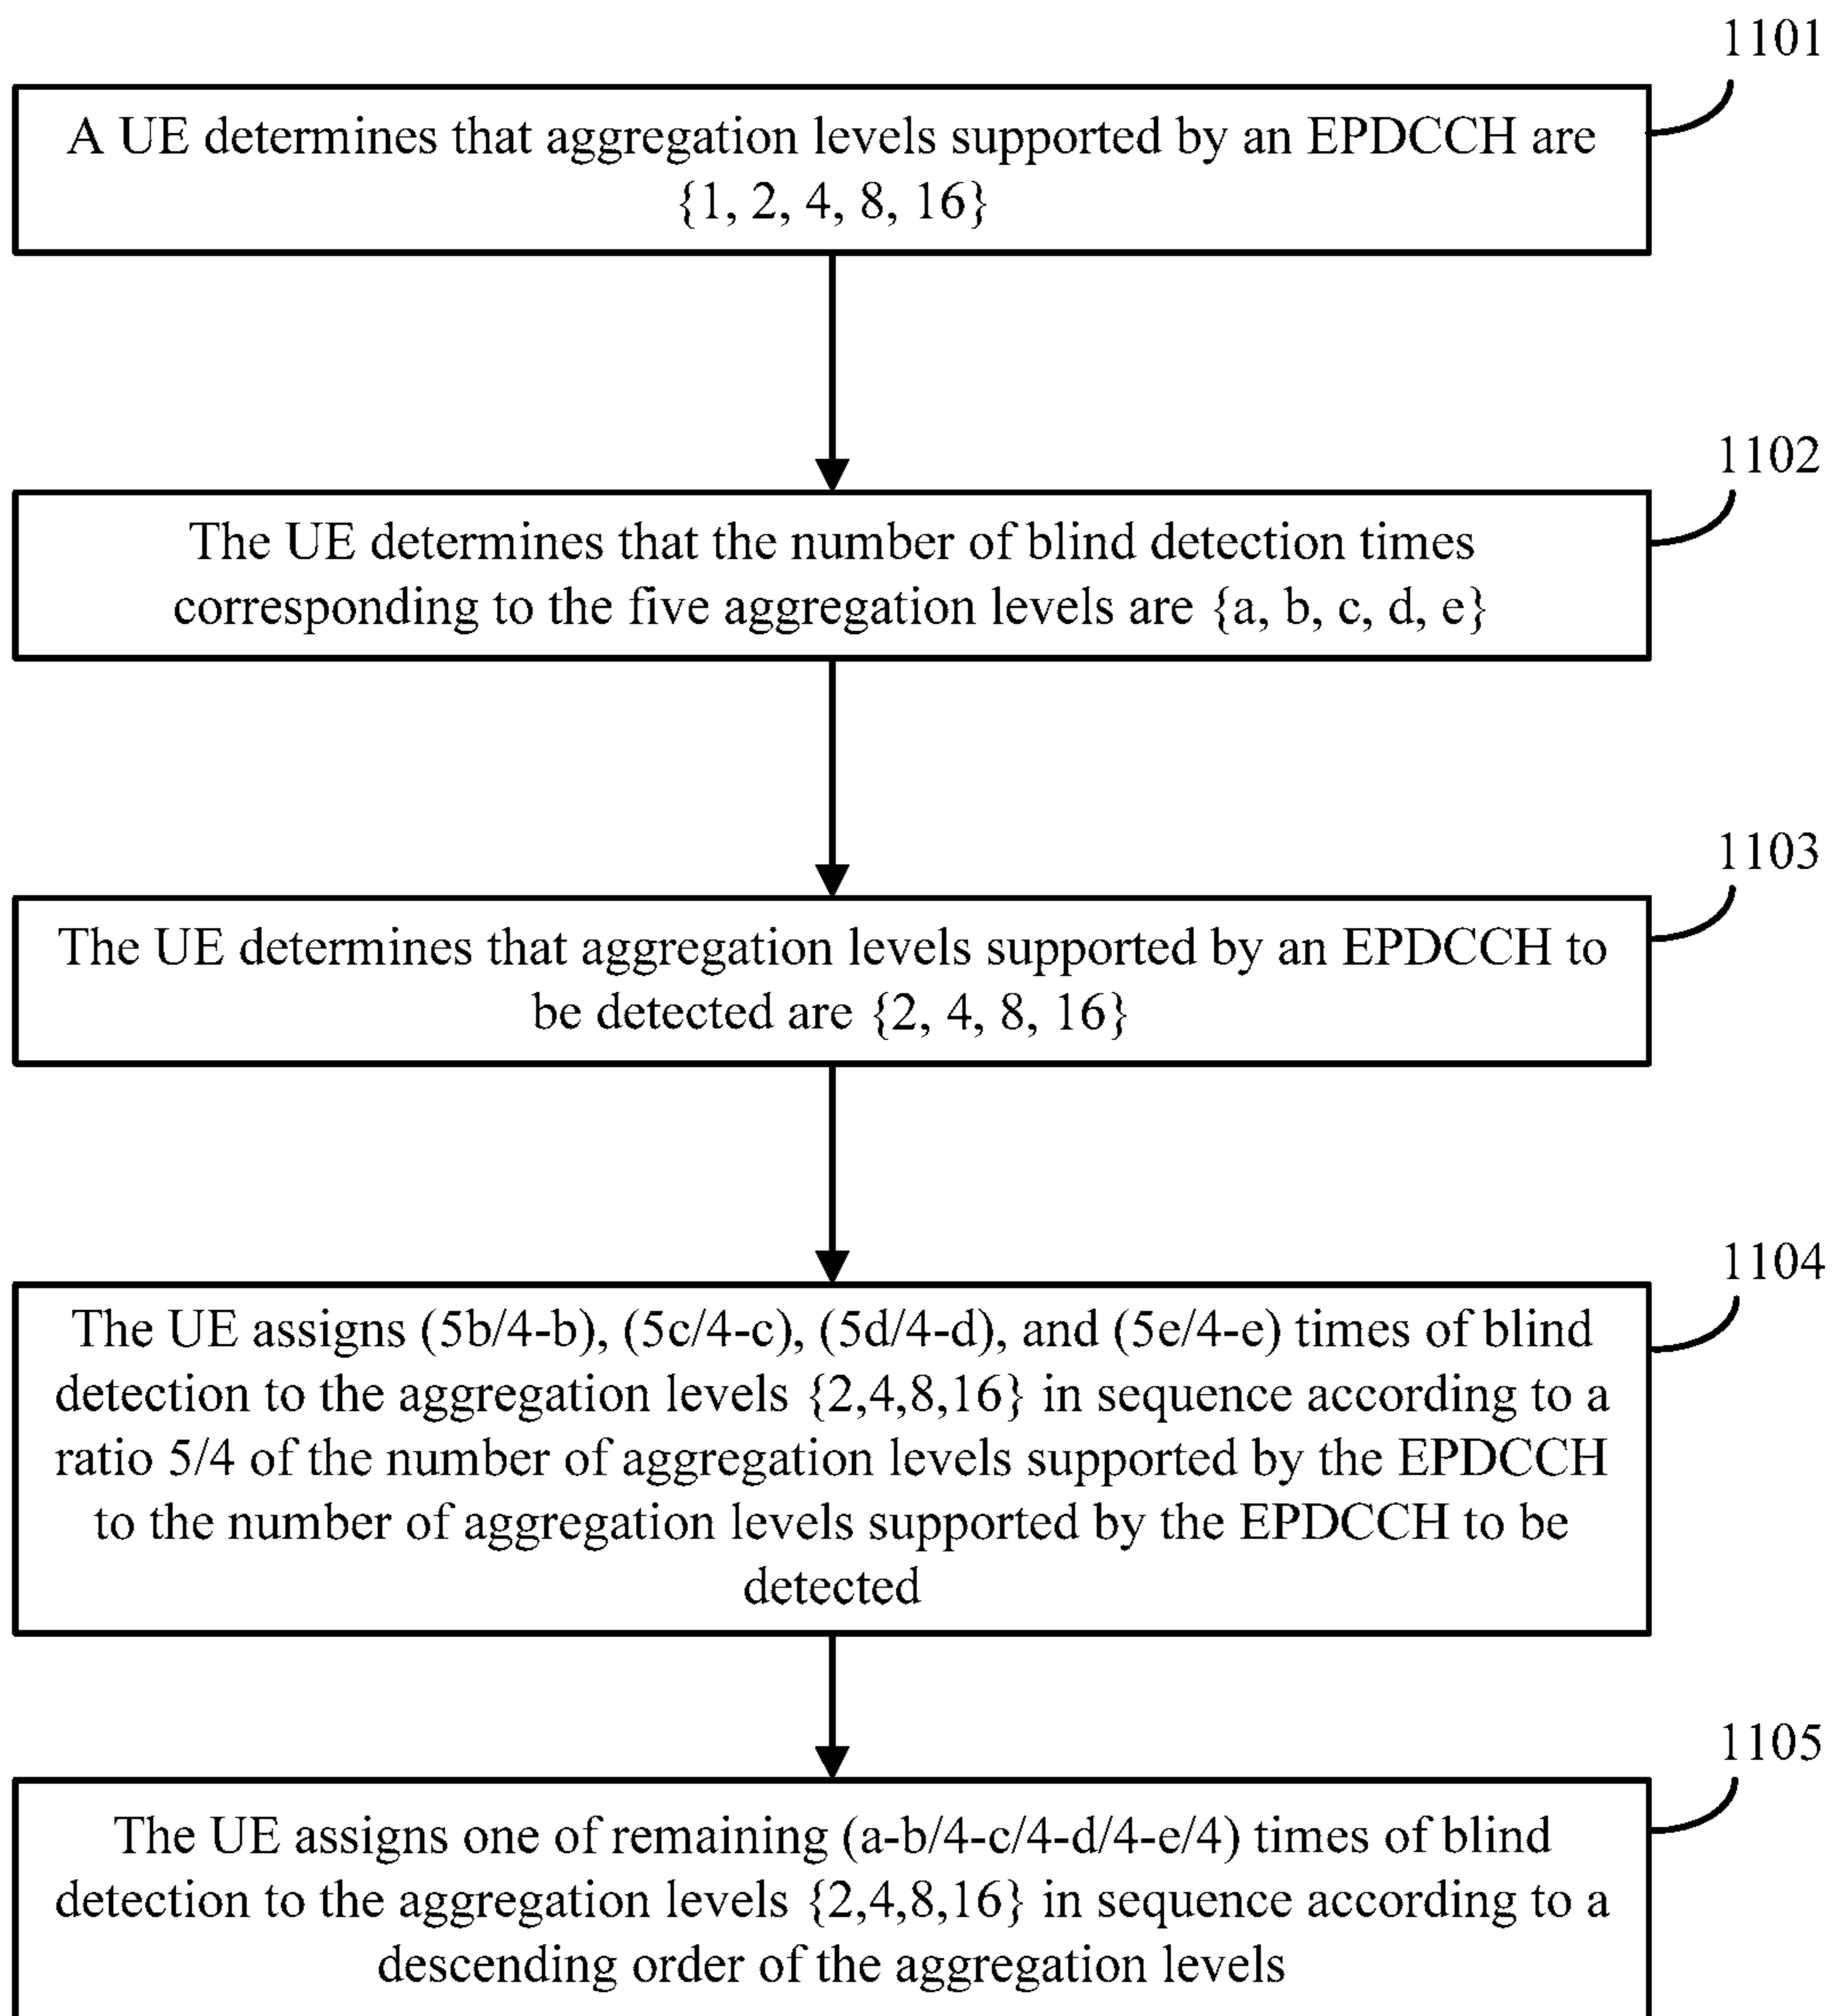 1101
A UE determines that aggregation levels supported by an EPDCCH are
{1, 2, 4, 8, 16}
1102
The UE determines that the number of blind detection times
corresponding to the five aggregation levels are {a, b, c, d, e}
1103
The UE determines that aggregation levels supported by an EPDCCH to
be detected are {2, 4, 8, 16}
1104
The UE assigns (5b/4-b), (5c/4-c), (5d/4-d), and (5e/4-e) times of blind
detection to the aggregation levels {2,4,8,16} in sequence according to a
ratio 5/4 of the number of aggregation levels supported by the EPDCCH
to the number of aggregation levels supported by the EPDCCH to be
detected
1105
The UE assigns one of remaining (a-b/4-c/4-d/4-e/4) times of blind
detection to the aggregation levels {2,4,8,16} in sequence according to a
descending order of the aggregation levels